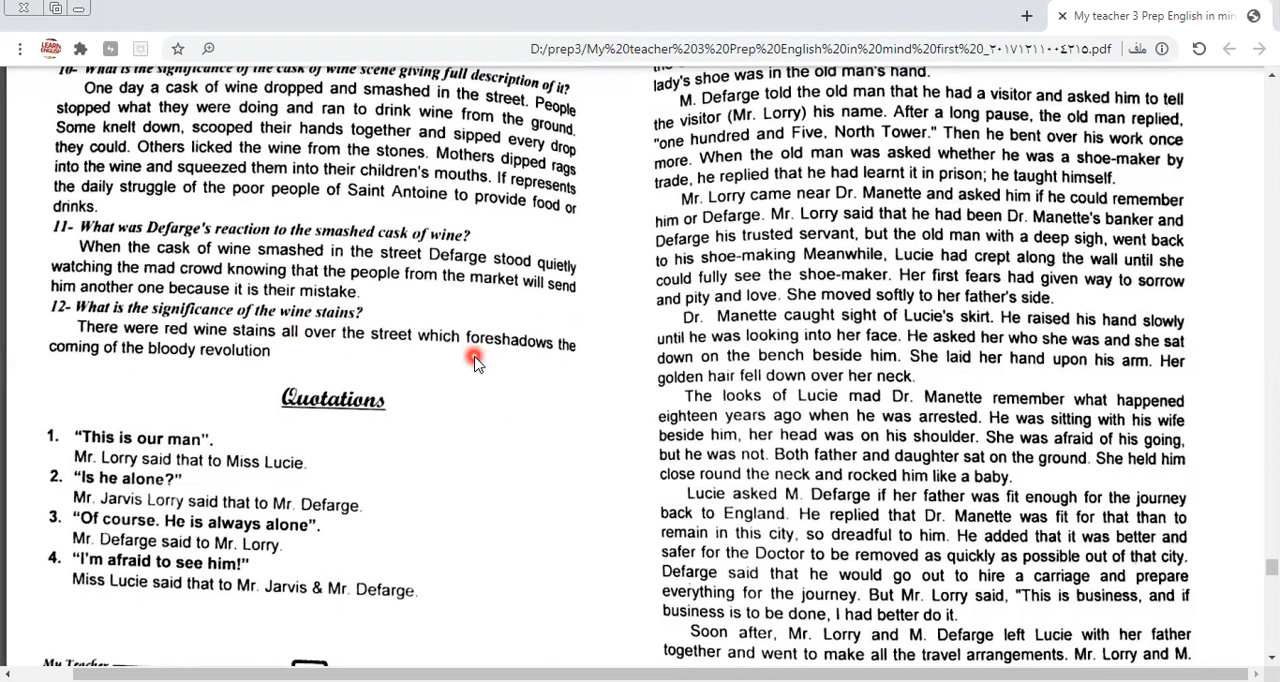 My teacher 3 Prep English in min
D:/prep3/My%20teacher%203%20Prep%20English%20in%20mind%20first%20_٢٠١٧١٢١١٠٠٤٢١٥.pdf
ملف
LEARN ENGLISH
10- What is the significance of the cask of wine scene giving full description of it?
One day a cask of wine dropped and smashed in the street. People
stopped what they were doing and ran to drink wine from the ground.
Some knelt down, scooped their hands together and sipped every drop
they could. Others licked the wine from the stones. Mothers dipped rags
into the wine and squeezed them into their children's mouths. If represents
the daily struggle of the poor people of Saint Antoine to provide food or
drinks.
11- What was Defarge's reaction to the smashed cask of wine?
When the cask of wine smashed in the street Defarge stood quietly
watching the mad crowd knowing that the people from the market will send
him another one because it is their mistake.
12- What is the significance of the wine stains?
There were red wine stains all over the street which foreshadows the
coming of the bloody revolution
Quotations
1. "This is our man".
Mr. Lorry said that to Miss Lucie.
2. "Is he alone?"
Mr. Jarvis Lorry said that to Mr. Defarge.
3. "Of course. He is always alone".
Mr. Defarge said to Mr. Lorry.
4. "I'm afraid to see him!"
Miss Lucie said that to Mr. Jarvis & Mr. Defarge.
My Teacher
lady's shoe was in the old man's hand.
M. Defarge told the old man that he had a visitor and asked him to tell
the visitor (Mr. Lorry) his name. After a long pause, the old man replied,
"one hundred and Five, North Tower." Then he bent over his work once
more. When the old man was asked whether he was a shoe-maker by
trade, he replied that he had learnt it in prison; he taught himself.
Mr. Lorry came near Dr. Manette and asked him if he could remember
him or Defarge. Mr. Lorry said that he had been Dr. Manette's banker and
Defarge his trusted servant, but the old man with a deep sigh, went back
to his shoe-making Meanwhile, Lucie had crept along the wall until she
could fully see the shoe-maker. Her first fears had given way to sorrow
and pity and love. She moved softly to her father's side.
Dr. Manette caught sight of Lucie's skirt. He raised his hand slowly
until he was looking into her face. He asked her who she was and she sat
down on the bench beside him. She laid her hand upon his arm. Her
golden hair fell down over her neck.
The looks of Lucie mad Dr. Manette remember what happened
eighteen years ago when he was arrested. He was sitting with his wife
beside him, her head was on his shoulder. She was afraid of his going,
but he was not. Both father and daughter sat on the ground. She held him
close round the neck and rocked him like a baby.
Lucie asked M. Defarge if her father was fit enough for the journey
back to England. He replied that Dr. Manette was fit for that than to
remain in this city, so dreadful to him. He added that it was better and
safer for the Doctor to be removed as quickly as possible out of that city.
Defarge said that he would go out to hire a carriage and prepare
everything for the journey. But Mr. Lorry said, "This is business, and if
business is to be done, I had better do it.
Soon after, Mr. Lorry and M. Defarge left Lucie with her father
together and went to make all the travel arrangements. Mr. Lorry and M.